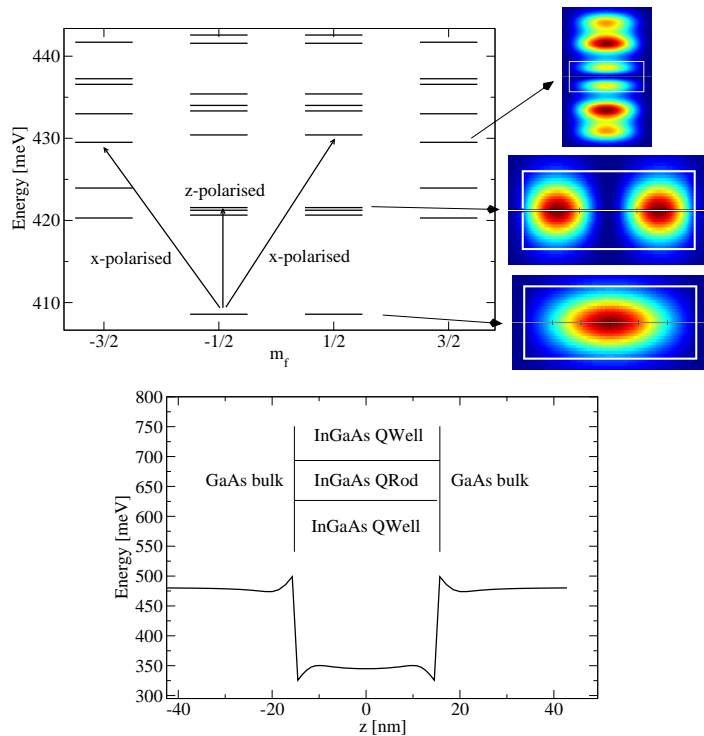 440
430
420
410
Energy [meV]
z-polarised
x-polarised
x-polarised
-3/2
-1/2
1/2
3/2
m_f
800
750
700
650
600
550
500
450
400
350
300
Energy [meV]
InGaAs QWell
GaAs bulk
InGaAs QRod
GaAs bulk
InGaAs QWell
-40
-20
0
20
40
z [nm]